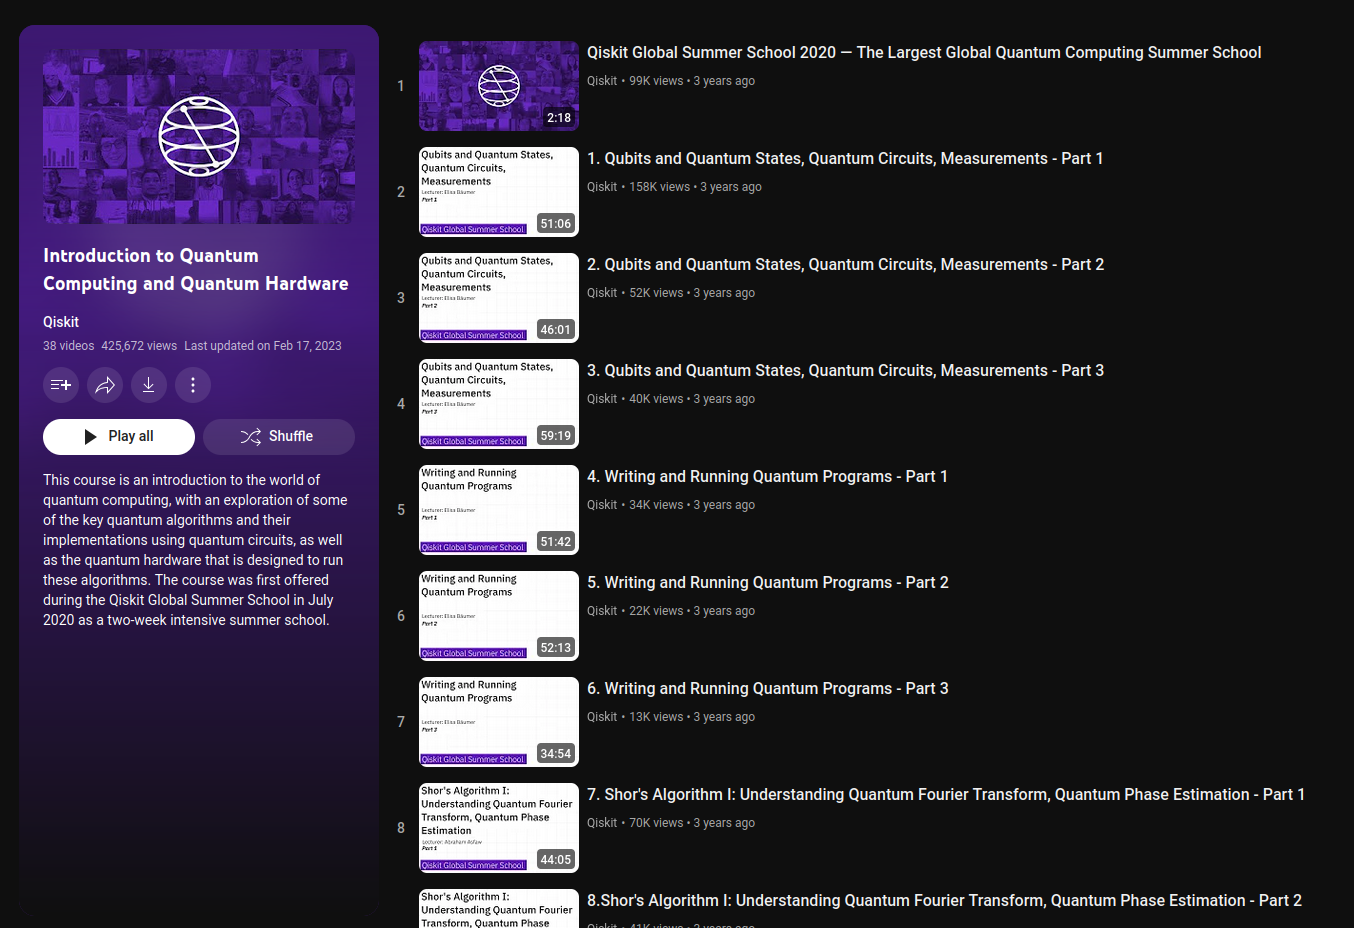 Introduction to Quantum
Computing and Quantum Hardware
Qiskit
38 videos 425,672 views Last updated on Feb 17, 2023
Play all
Shuffle
This course is an introduction to the world of
quantum computing, with an exploration of some
of the key quantum algorithms and their
implementations using quantum circuits, as well
as the quantum hardware that is designed to run
these algorithms. The course was first offered
during the Qiskit Global Summer School in July
2020 as a two-week intensive summer school.
1
2:18
Qiskit Global Summer School 2020 — The Largest Global Quantum Computing Summer School
Qiskit • 99K views • 3 years ago
2
Qubits and Quantum States,
Quantum Circuits,
Measurements
Lecturer: Elisa Bäumer
Part 1
Qiskit Global Summer School
51:06
1. Qubits and Quantum States, Quantum Circuits, Measurements - Part 1
Qiskit • 158K views • 3 years ago
3
Qubits and Quantum States,
Quantum Circuits,
Measurements
Lecturer: Elisa Bäumer
Part 2
Qiskit Global Summer School
46:01
2. Qubits and Quantum States, Quantum Circuits, Measurements - Part 2
Qiskit • 52K views • 3 years ago
4
Qubits and Quantum States,
Quantum Circuits,
Measurements
Lecturer: Elisa Bäumer
Part 3
Qiskit Global Summer School
59:19
3. Qubits and Quantum States, Quantum Circuits, Measurements - Part 3
Qiskit • 40K views • 3 years ago
5
Writing and Running
Quantum Programs
Lecturer: Elisa Bäumer
Part 1
Qiskit Global Summer School
51:42
4. Writing and Running Quantum Programs - Part 1
Qiskit • 34K views • 3 years ago
6
Writing and Running
Quantum Programs
Lecturer: Elisa Bäumer
Part 2
Qiskit Global Summer School
52:13
5. Writing and Running Quantum Programs - Part 2
Qiskit • 22K views • 3 years ago
7
Writing and Running
Quantum Programs
Lecturer: Elisa Bäumer
Part 3
Qiskit Global Summer School
34:54
6. Writing and Running Quantum Programs - Part 3
Qiskit • 13K views • 3 years ago
8
Shor's Algorithm I:
Understanding Quantum Fourier
Transform, Quantum Phase
Estimation
Lecturer: Abraham Asfaw
Part 1
Qiskit Global Summer School
44:05
7. Shor's Algorithm I: Understanding Quantum Fourier Transform, Quantum Phase Estimation - Part 1
Qiskit • 70K views • 3 years ago
Shor's Algorithm I:
Understanding Quantum Fourier
Transform, Quantum Phase
8.Shor's Algorithm I: Understanding Quantum Fourier Transform, Quantum Phase Estimation - Part 2
Qiskit • 41K views • 3 years ago